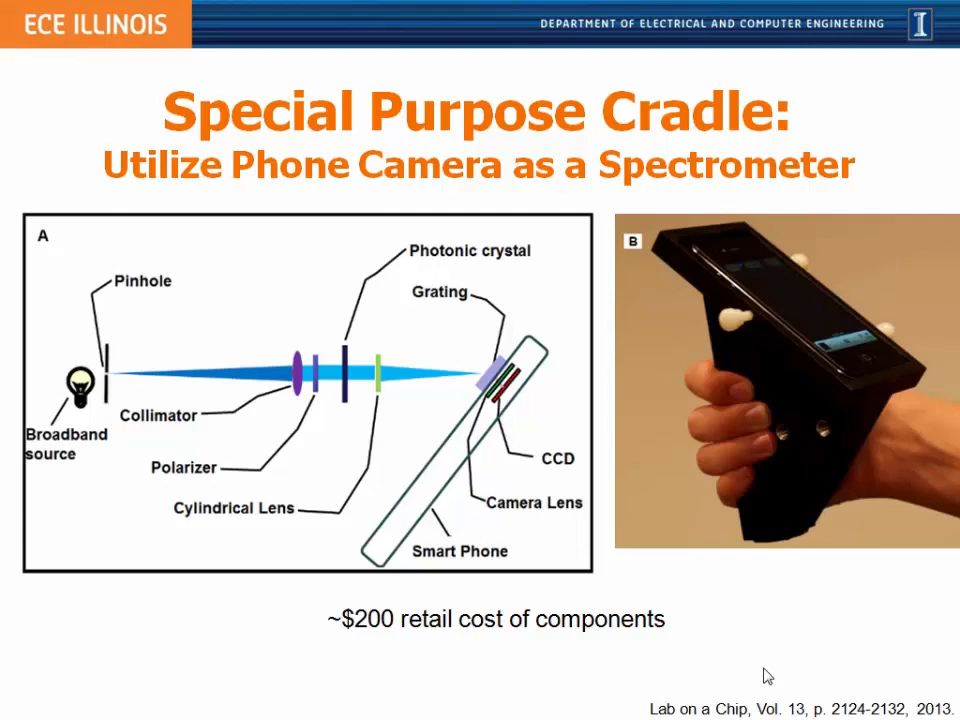 ECE ILLINOIS
DEPARTMENT OF ELECTRICAL AND COMPUTER ENGINEERING
I
Special Purpose Cradle:
Utilize Phone Camera as a Spectrometer
A
Photonic crystal
Pinhole
Grating
Collimator
Broadband
source
CCD
Polarizer
Camera Lens
Cylindrical Lens
Smart Phone
B
~$200 retail cost of components
Lab on a Chip, Vol. 13, p. 2124-2132, 2013.